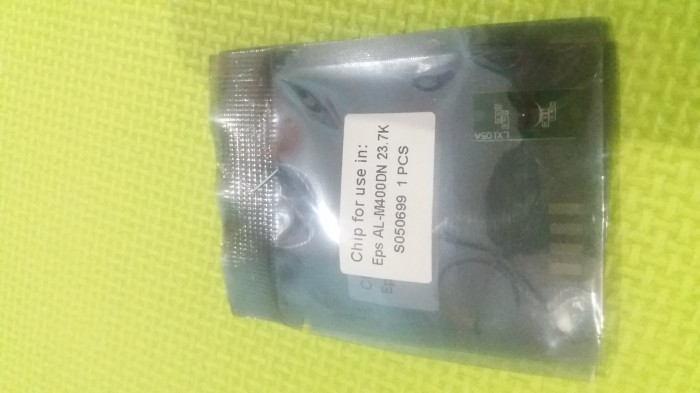 Chip for use in:
Eps AL-M400DN 23.7K
S050699 1 PCS